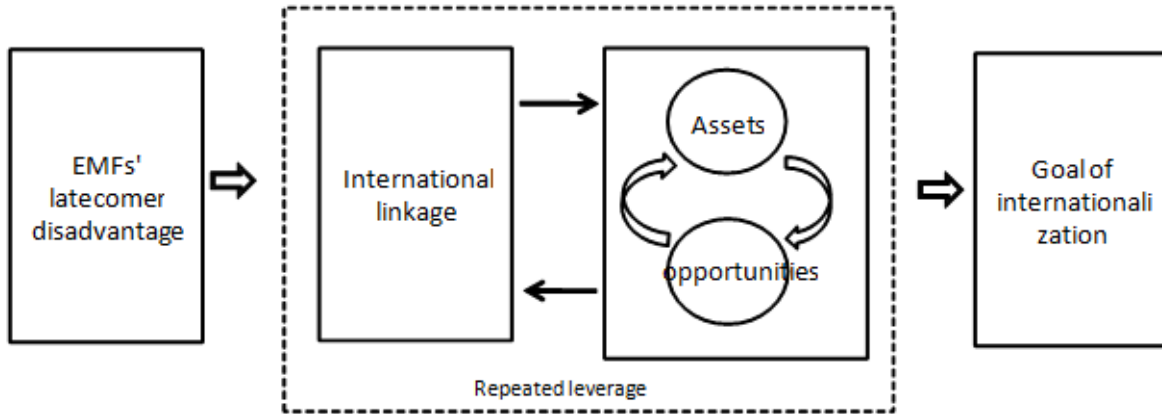 EMFs'
latecomer
disadvantage
International
linkage
Assets
opportunities
Repeated leverage
Goal of
internationali
zation